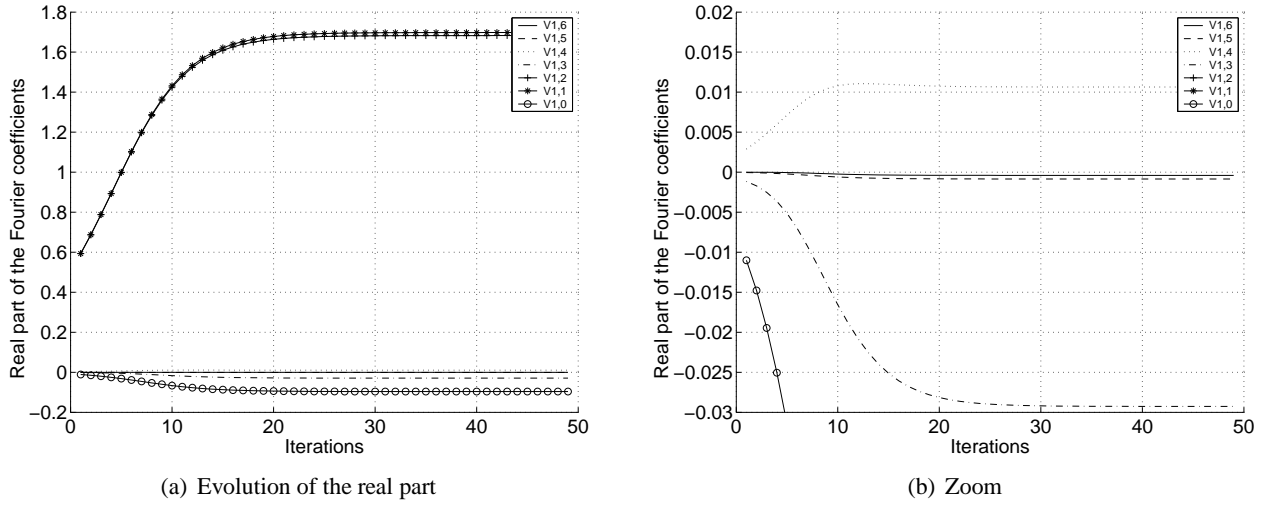 1.8
1.6
1.4
1.2
1
0.8
0.6
0.4
0.2
0
−0.2
Real part of the Fourier coefficients
0
10
20
30
40
50
Iterations
V1,6
V1,5
V1,4
V1,3
V1,2
V1,1
V1,0
(a) Evolution of the real part
0.02
0.015
0.01
0.005
0
−0.005
−0.01
−0.015
−0.02
−0.025
−0.03
Real part of the Fourier coefficients
0
10
20
30
40
50
Iterations
V1,6
V1,5
V1,4
V1,3
V1,2
V1,1
V1,0
(b) Zoom